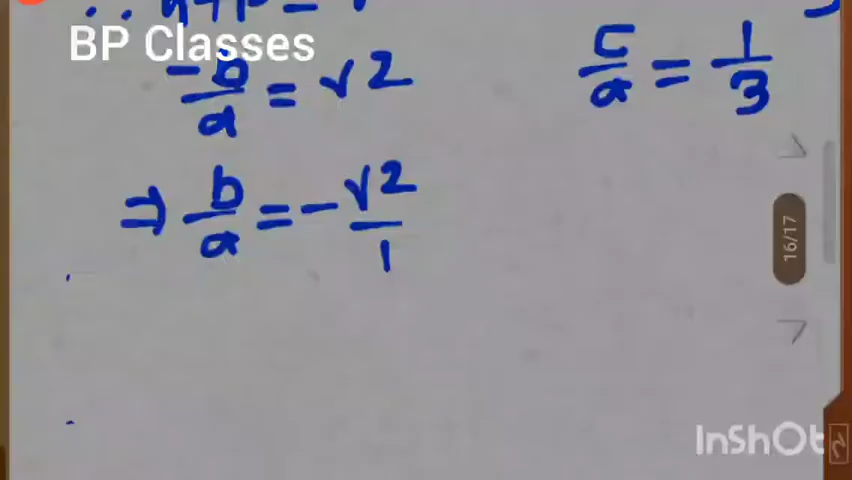 BP Classes
-b/a = √2
c/a = 1/3
⇒ b/a = -√2/1
16/17
InShOt